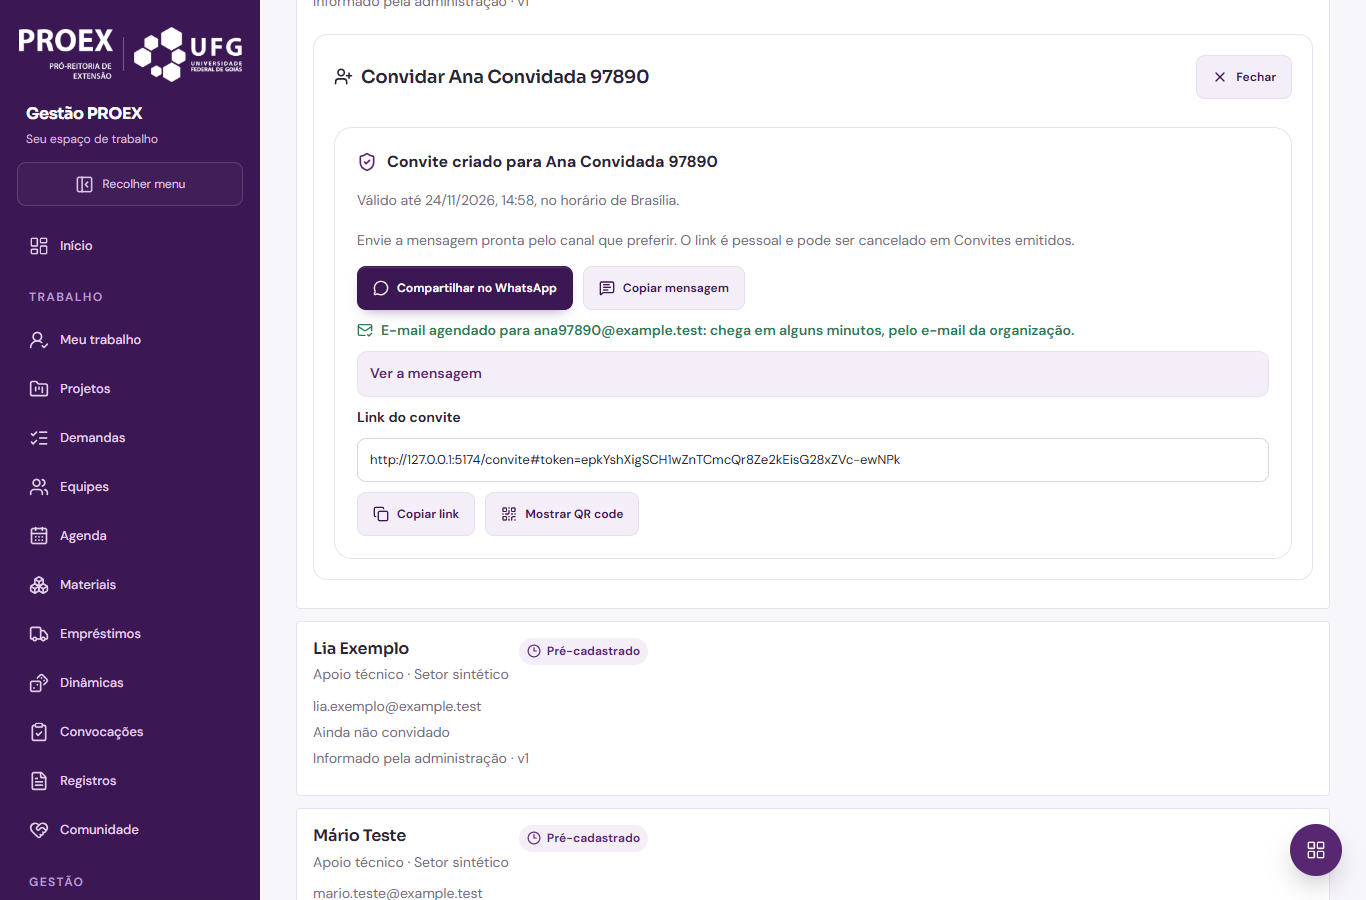 PROEX
PRÓ-REITORIA DE
EXTENSÃO
UFG
UNIVERSIDADE
FEDERAL DE GOIÁS
Gestão PROEX
Seu espaço de trabalho
Recolher menu
Início
TRABALHO
Meu trabalho
Projetos
Demandas
Equipes
Agenda
Materiais
Empréstimos
Dinâmicas
Convocações
Registros
Comunidade
GESTÃO
Informado pela administração · v1
Convidar Ana Convidada 97890
Fechar
Convite criado para Ana Convidada 97890
Válido até 24/11/2026, 14:58, no horário de Brasília.
Envie a mensagem pronta pelo canal que preferir. O link é pessoal e pode ser cancelado em Convites emitidos.
Compartilhar no WhatsApp
Copiar mensagem
E-mail agendado para ana97890@example.test: chega em alguns minutos, pelo e-mail da organização.
Ver a mensagem
Link do convite
http://127.0.0.1:5174/convite#token=epkYshXigSCH1wZnTCmcQr8Ze2kEisG28xZVc-ewNPk
Copiar link
Mostrar QR code
Lia Exemplo
Pré-cadastrado
Apoio técnico · Setor sintético
lia.exemplo@example.test
Ainda não convidado
Informado pela administração · v1
Mário Teste
Pré-cadastrado
Apoio técnico · Setor sintético
mario.teste@example.test